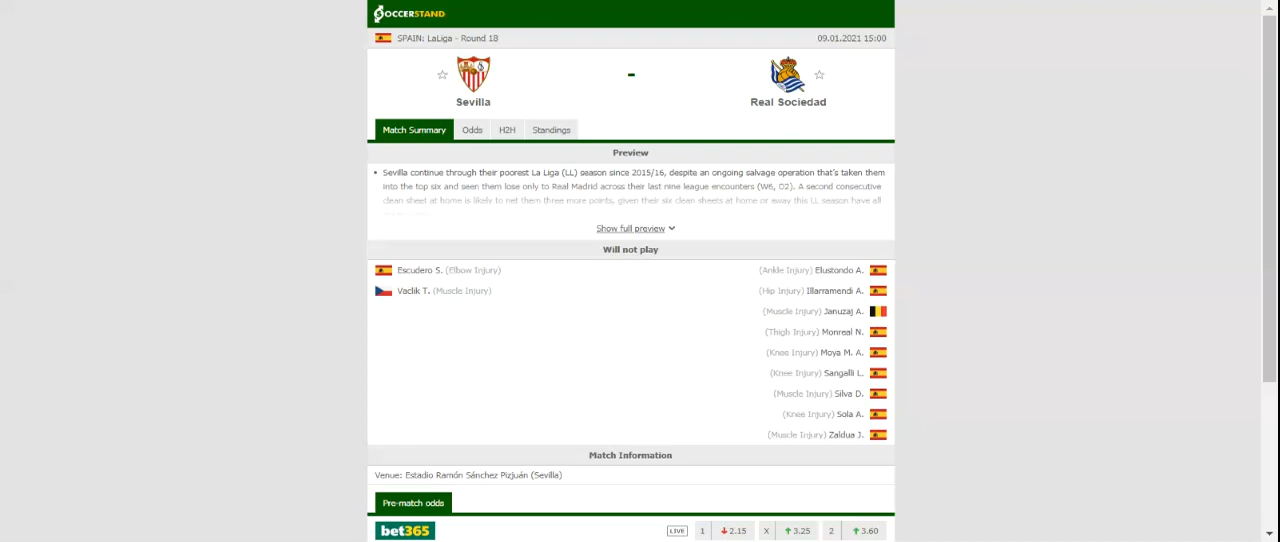 SOCCERSTAND
SPAIN: LaLiga - Round 18
09.01.2021 15:00
-
Sevilla
Real Sociedad
Match Summary
Odds
H2H
Standings
Preview
• Sevilla continue through their poorest La Liga (LL) season since 2015/16, despite an ongoing salvage operation that's taken them
into the top six and seen them lose only to Real Madrid across their last nine league encounters (W6, D2). A second consecutive
clean sheet at home is likely to net them three more points, given their six clean sheets at home or away this LL season have all
Show full preview
Will not play
Escudero S. (Elbow Injury)
(Ankle Injury) Elustondo A.
Vaclik T. (Muscle Injury)
(Hip Injury) Illarramendi A.
(Muscle Injury) Januzaj A.
(Thigh Injury) Monreal N.
(Knee Injury) Moya M. A.
(Knee Injury) Sangalli L.
(Muscle Injury) Silva D.
(Knee Injury) Sola A.
(Muscle Injury) Zaldua J.
Match Information
Venue: Estadio Ramón Sánchez Pizjuán (Sevilla)
Pre-match odds
bet365
LIVE
1
2.15
X
3.25
2
3.60